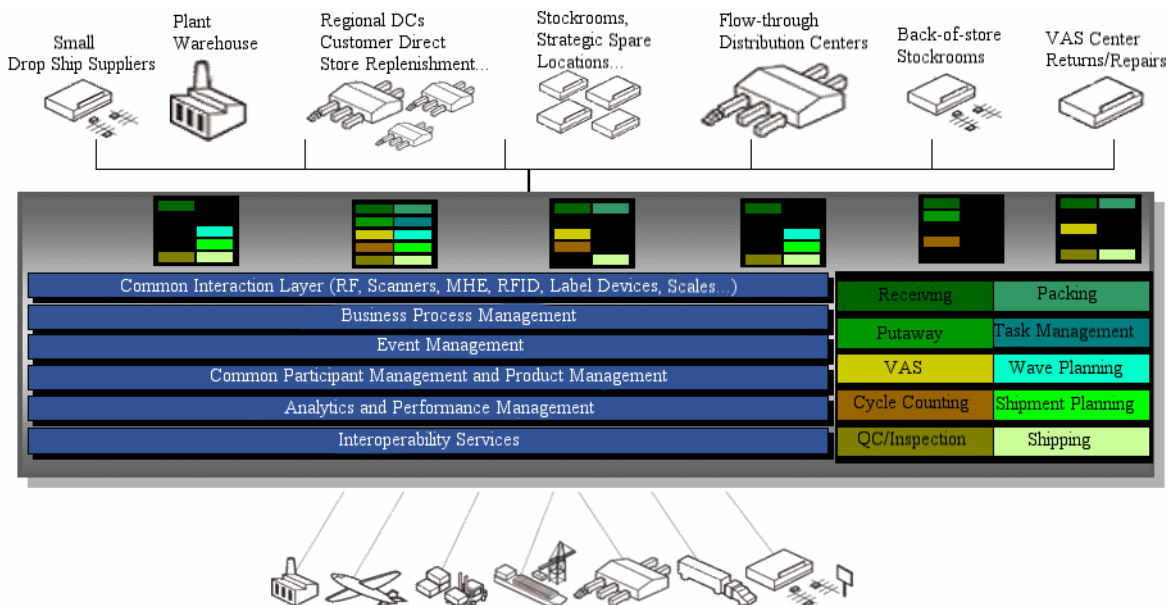 Small
Drop Ship Suppliers
Plant
Warehouse
Regional DCs
Customer Direct
Store Replenishment...
Stockrooms,
Strategic Spare
Locations...
Flow-through
Distribution Centers
Back-of-store
Stockrooms
VAS Center
Returns/Repairs
Common Interaction Layer (RF, Scanners, MHE, RFID, Label Devices, Scales...)
Business Process Management
Event Management
Common Participant Management and Product Management
Analytics and Performance Management
Interoperability Services
Receiving
Packing
Putaway
Task Management
VAS
Wave Planning
Cycle Counting
Shipment Planning
QC/Inspection
Shipping